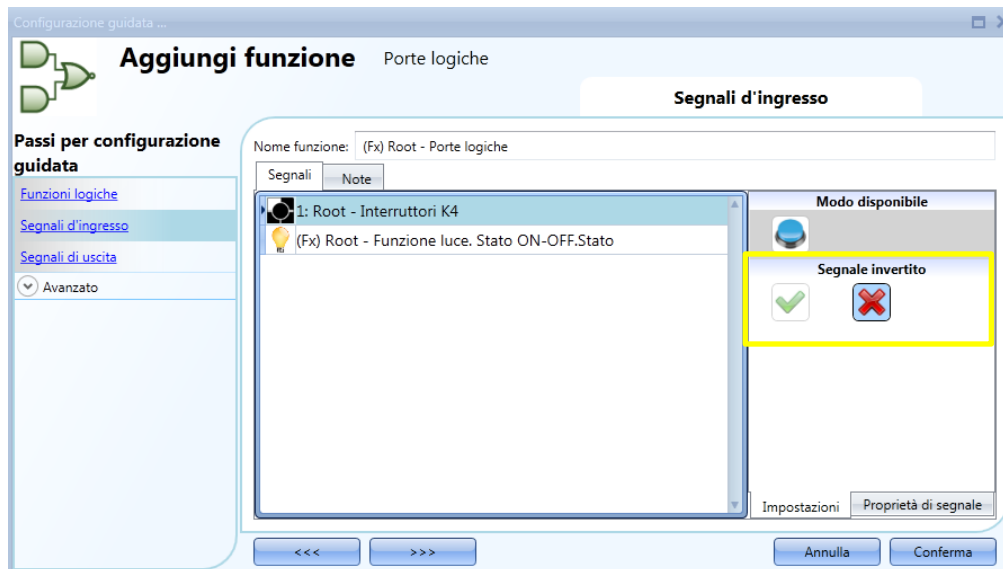 Configurazione guidata ...
Aggiungi funzione Porte logiche
Segnali d'ingresso
Passi per configurazione
guidata
Funzioni logiche
Segnali d'ingresso
Segnali di uscita
Avanzato
Nome funzione: (Fx) Root - Porte logiche
Segnali Note
1: Root - Interruttori K4
(Fx) Root - Funzione luce. Stato ON-OFF.Stato
Modo disponibile
Segnale invertito
Impostazioni Proprietà di segnale
<<< >>> Annulla Conferma